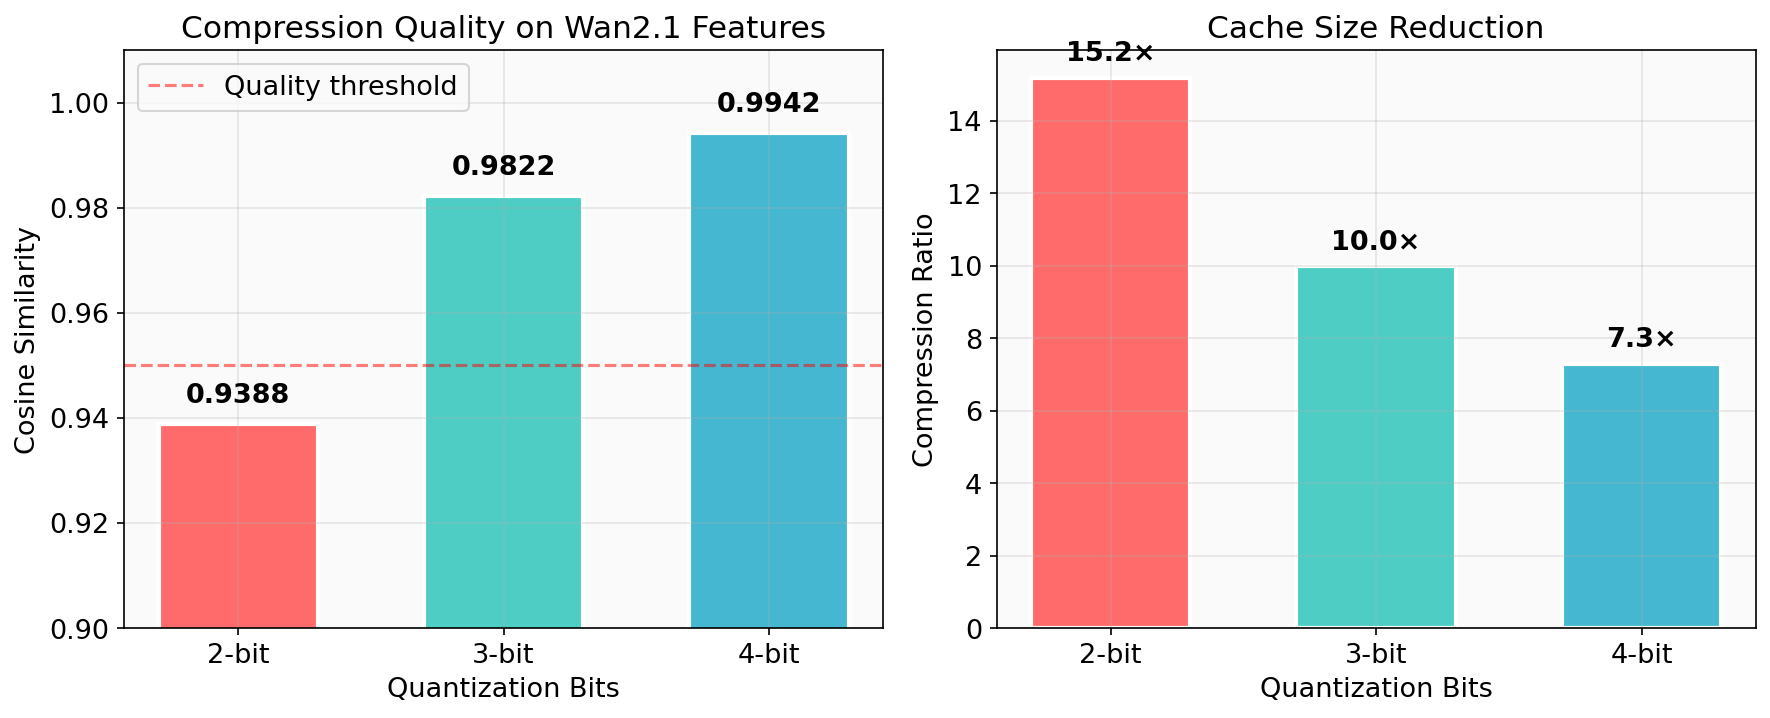 Compression Quality on Wan2.1 Features
Quality threshold
Cosine Similarity
1.00
0.98
0.96
0.94
0.92
0.90
0.9388
0.9822
0.9942
2-bit
3-bit
4-bit
Quantization Bits
Cache Size Reduction
Compression Ratio
14
12
10
8
6
4
2
0
15.2×
10.0×
7.3×
2-bit
3-bit
4-bit
Quantization Bits